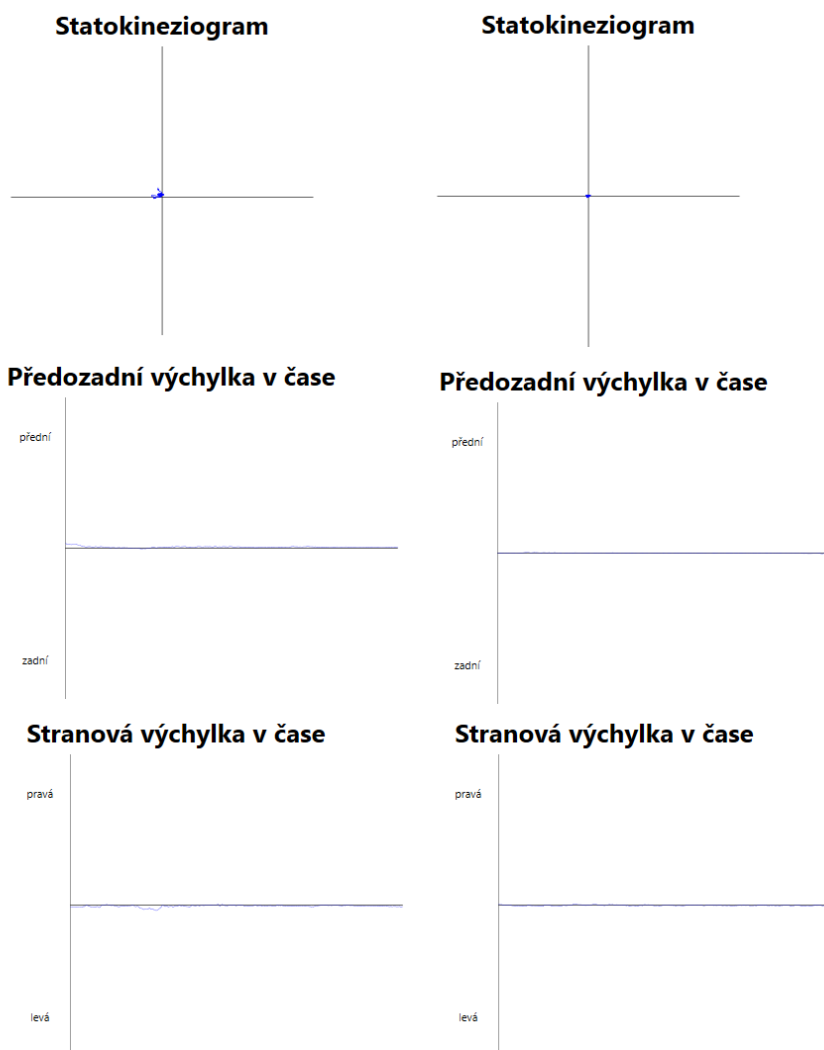 Statokineziogram
Statokineziogram
Předozadní výchylka v čase
Předozadní výchylka v čase
přední
přední
zadní
zadní
Stranová výchylka v čase
Stranová výchylka v čase
pravá
pravá
levá
levá